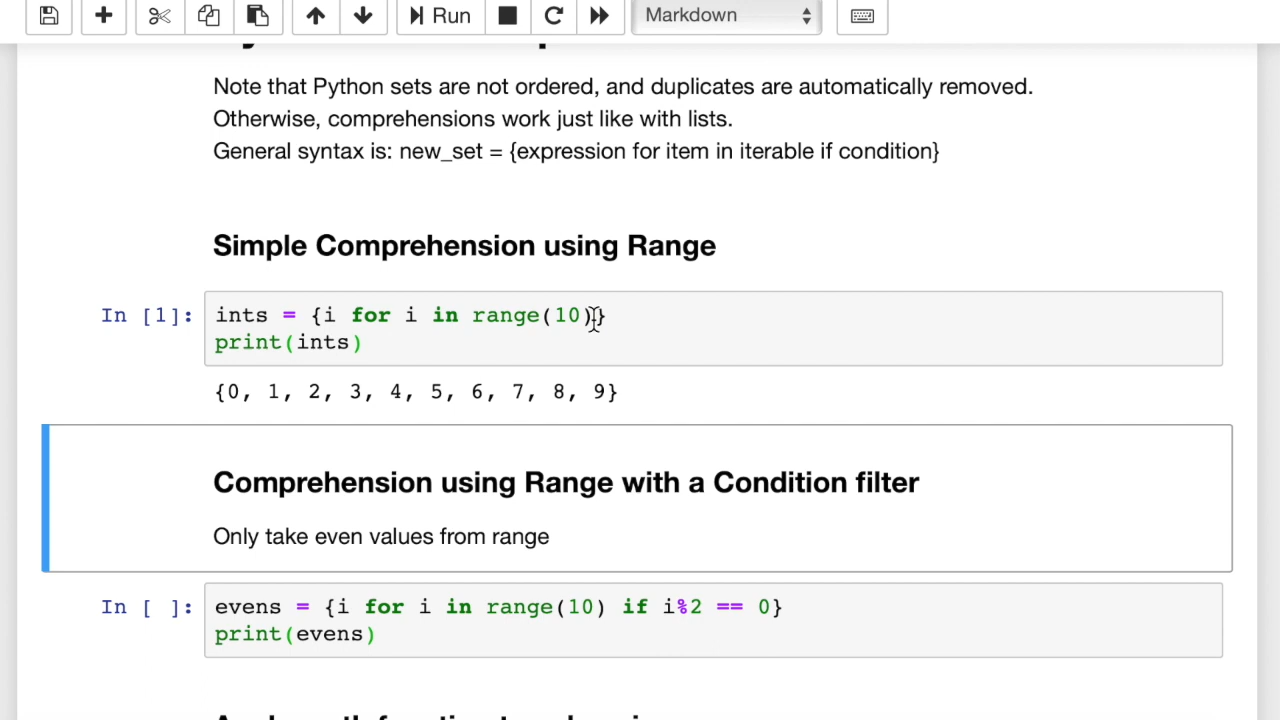 Run
Markdown
Note that Python sets are not ordered, and duplicates are automatically removed.
Otherwise, comprehensions work just like with lists.
General syntax is: new_set = {expression for item in iterable if condition}
Simple Comprehension using Range
In [1]:
ints = {i for i in range(10)}
print(ints)
{0, 1, 2, 3, 4, 5, 6, 7, 8, 9}
Comprehension using Range with a Condition filter
Only take even values from range
In [ ]:
evens = {i for i in range(10) if i%2 == 0}
print(evens)